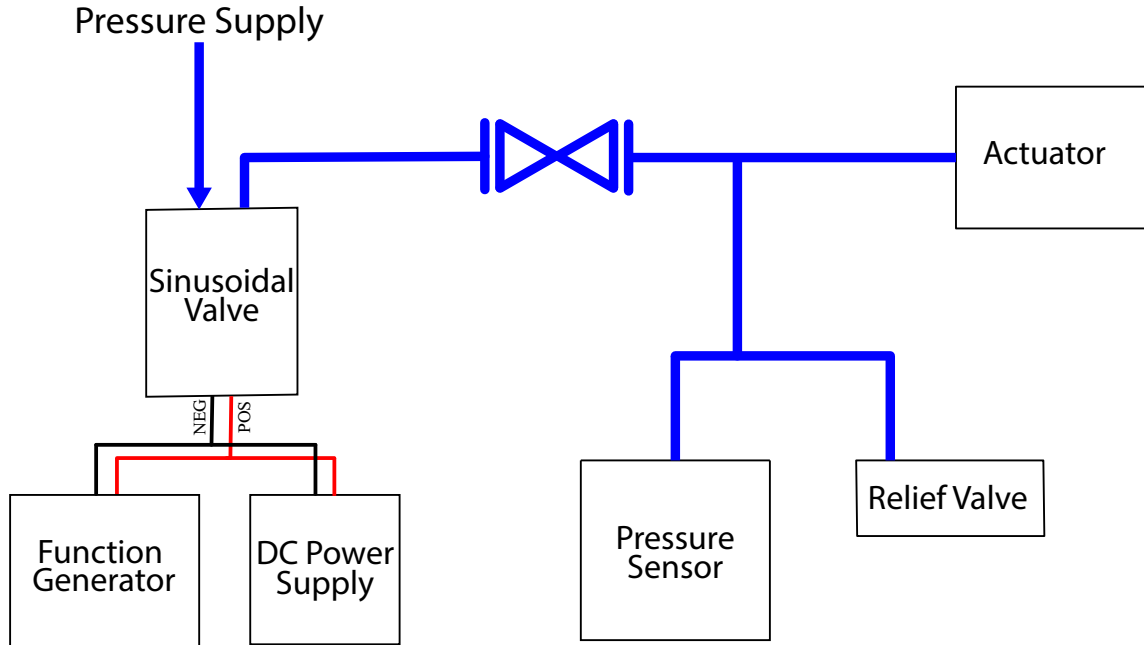 Pressure Supply
Actuator
Sinusoidal
Valve
NEG
POS
Function
Generator
DC Power
Supply
Pressure
Sensor
Relief Valve